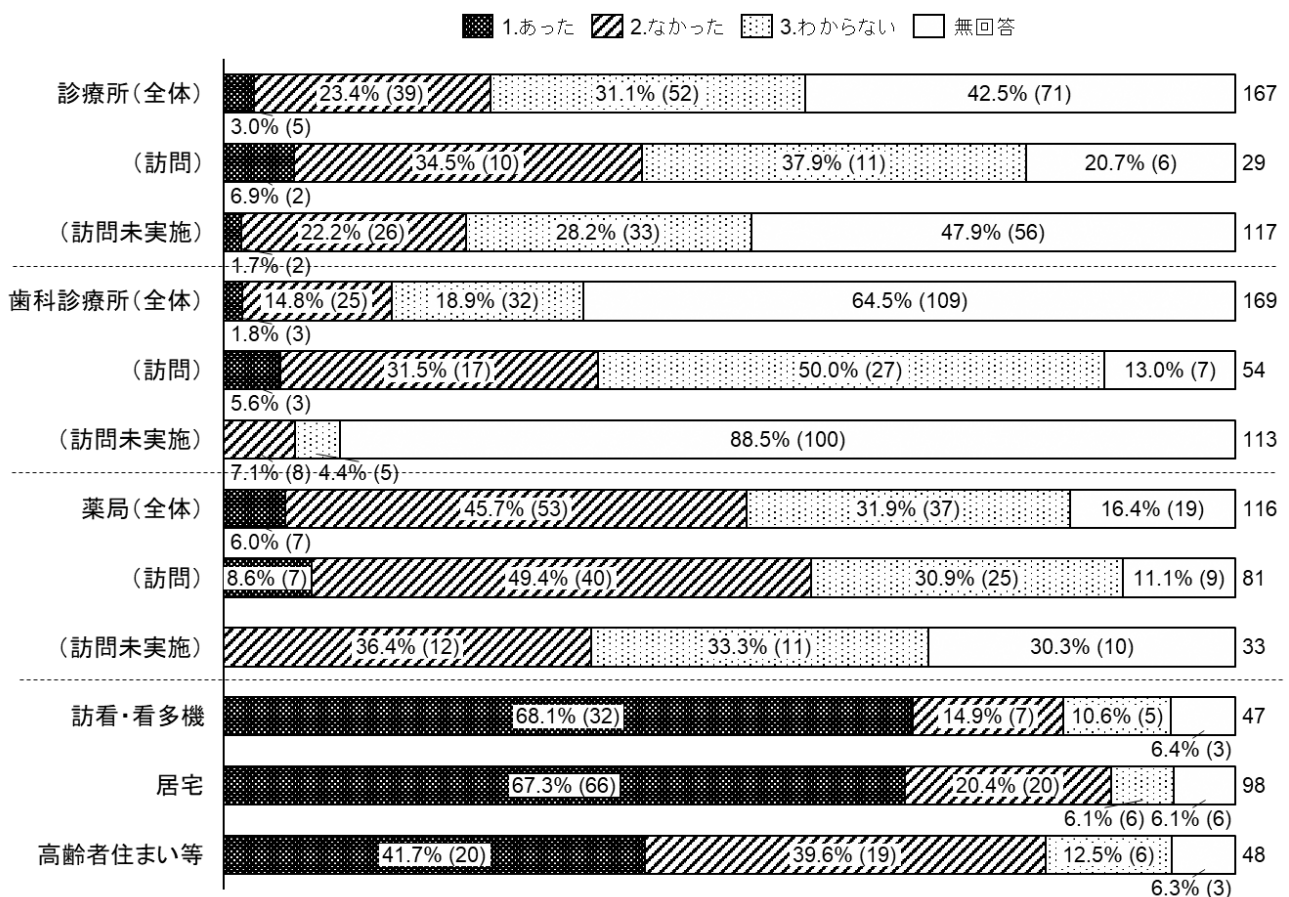 1.あった 2.なかった 3.わからない 無回答
診療所(全体) 23.4% (39) 31.1% (52) 42.5% (71) 167
3.0% (5)
(訪問) 34.5% (10) 37.9% (11) 20.7% (6) 29
6.9% (2)
(訪問未実施) 22.2% (26) 28.2% (33) 47.9% (56) 117
1.7% (2)
歯科診療所(全体) 14.8% (25) 18.9% (32) 64.5% (109) 169
1.8% (3)
(訪問) 31.5% (17) 50.0% (27) 13.0% (7) 54
5.6% (3)
(訪問未実施) 88.5% (100) 113
7.1% (8) 4.4% (5)
薬局(全体) 45.7% (53) 31.9% (37) 16.4% (19) 116
6.0% (7)
(訪問) 8.6% (7) 49.4% (40) 30.9% (25) 11.1% (9) 81
(訪問未実施) 36.4% (12) 33.3% (11) 30.3% (10) 33
訪看・看多機 68.1% (32) 14.9% (7) 10.6% (5) 47
6.4% (3)
居宅 67.3% (66) 20.4% (20) 98
6.1% (6) 6.1% (6)
高齢者住まい等 41.7% (20) 39.6% (19) 12.5% (6) 48
6.3% (3)